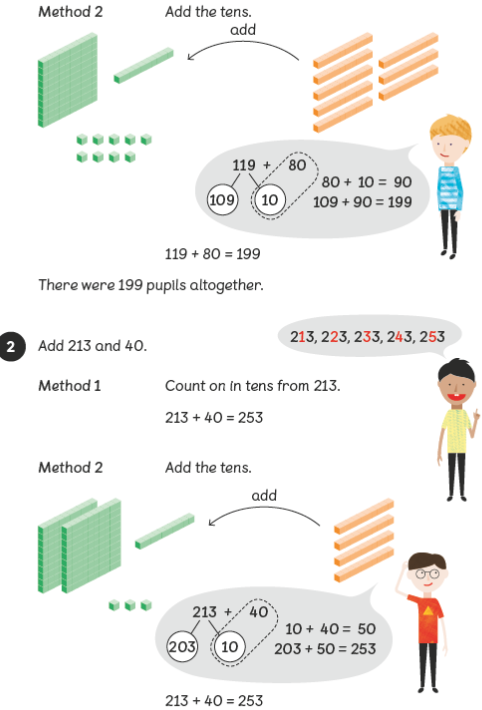 Method 2 Add the tens.
add
119 + 80
109 10
80 + 10 = 90
109 + 90 = 199
119 + 80 = 199
There were 199 pupils altogether.
2 Add 213 and 40.
213, 223, 233, 243, 253
Method 1 Count on in tens from 213.
213 + 40 = 253
Method 2 Add the tens.
add
213 + 40
203 10
10 + 40 = 50
203 + 50 = 253
213 + 40 = 253